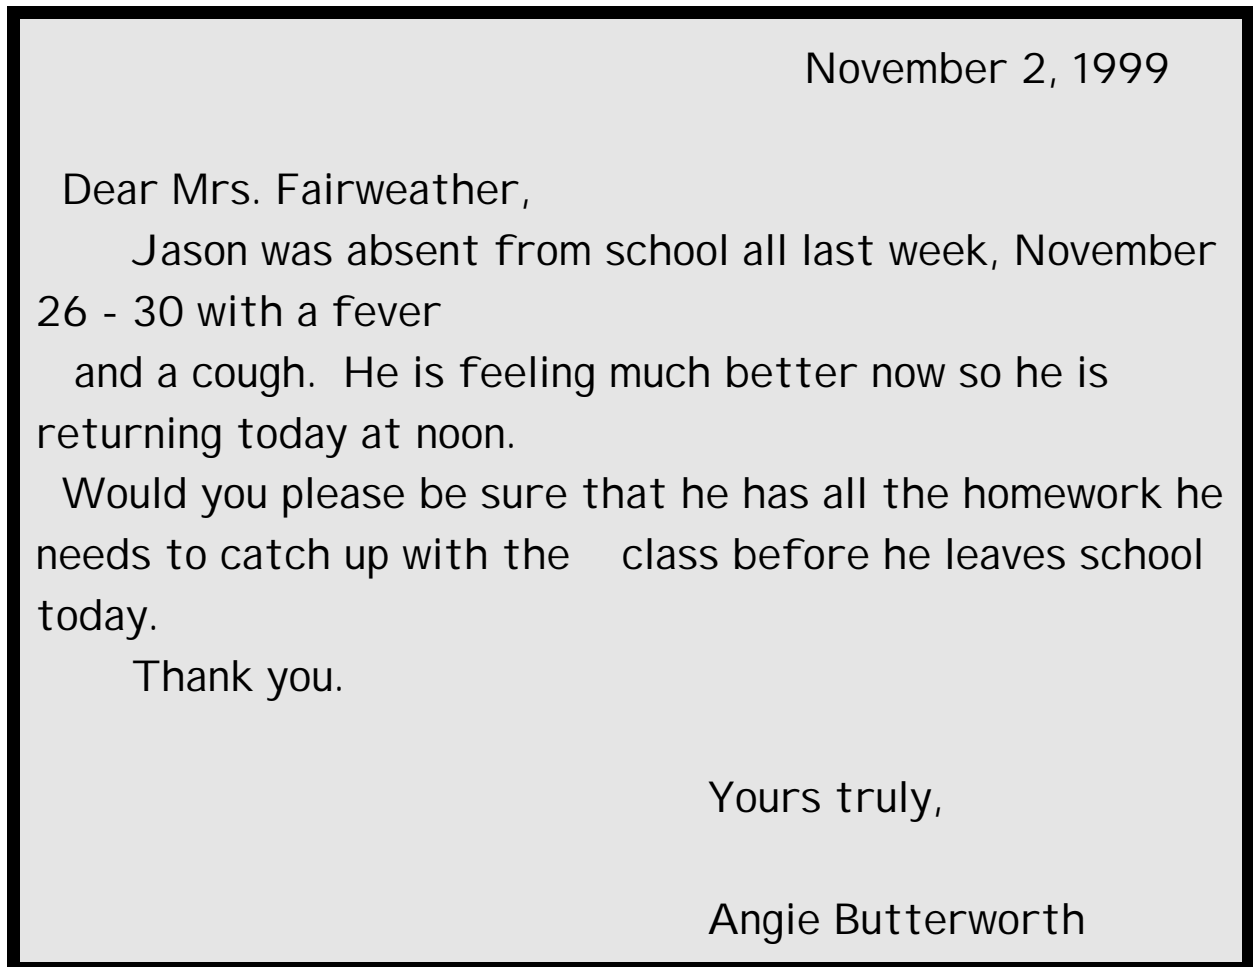 November 2, 1999
Dear Mrs. Fairweather,
Jason was absent from school all last week, November
26 - 30 with a fever
and a cough.  He is feeling much better now so he is
returning today at noon.
Would you please be sure that he has all the homework he
needs to catch up with the    class before he leaves school
today.
Thank you.
Yours truly,
Angie Butterworth